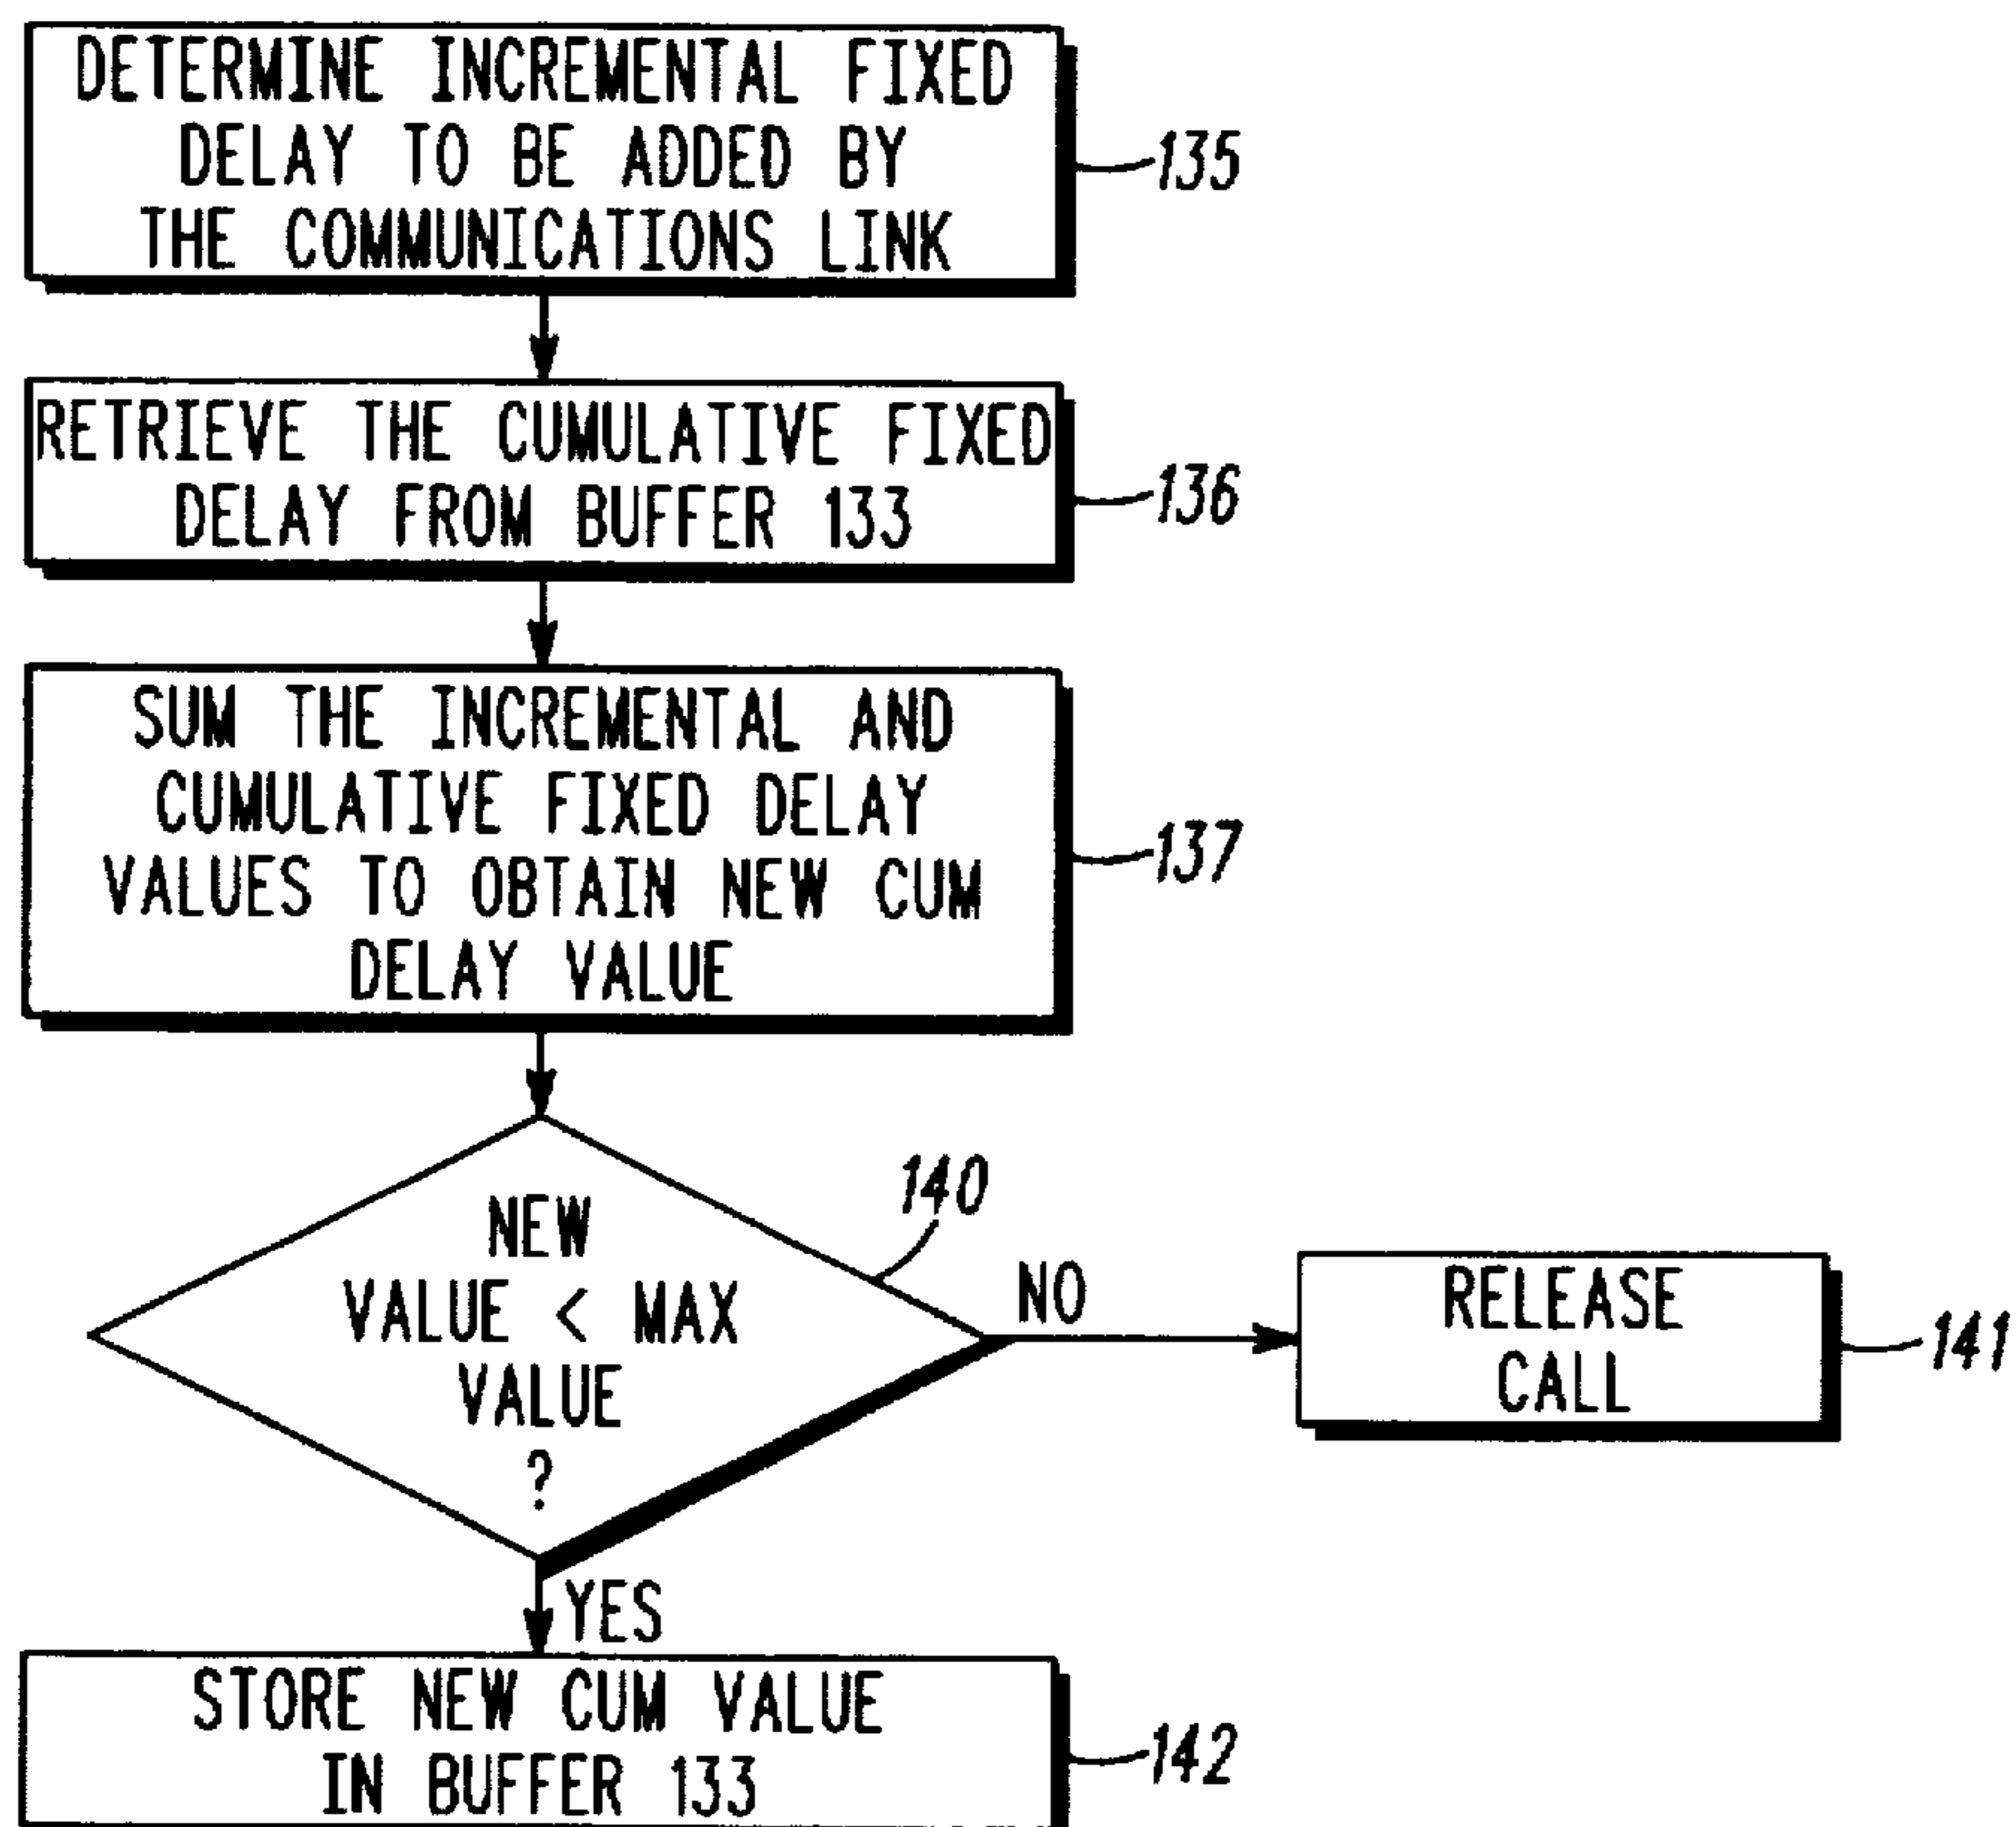 DETERMINE INCREMENTAL FIXED
DELAY TO BE ADDED BY
THE COMMUNICATIONS LINK
135
RETRIEVE THE CUMULATIVE FIXED
DELAY FROM BUFFER 133
136
SUM THE INCREMENTAL AND
CUMULATIVE FIXED DELAY
VALUES TO OBTAIN NEW CUM
DELAY VALUE
137
140
NEW
VALUE < MAX
VALUE
?
NO
RELEASE
CALL
141
YES
STORE NEW CUM VALUE
IN BUFFER 133
142